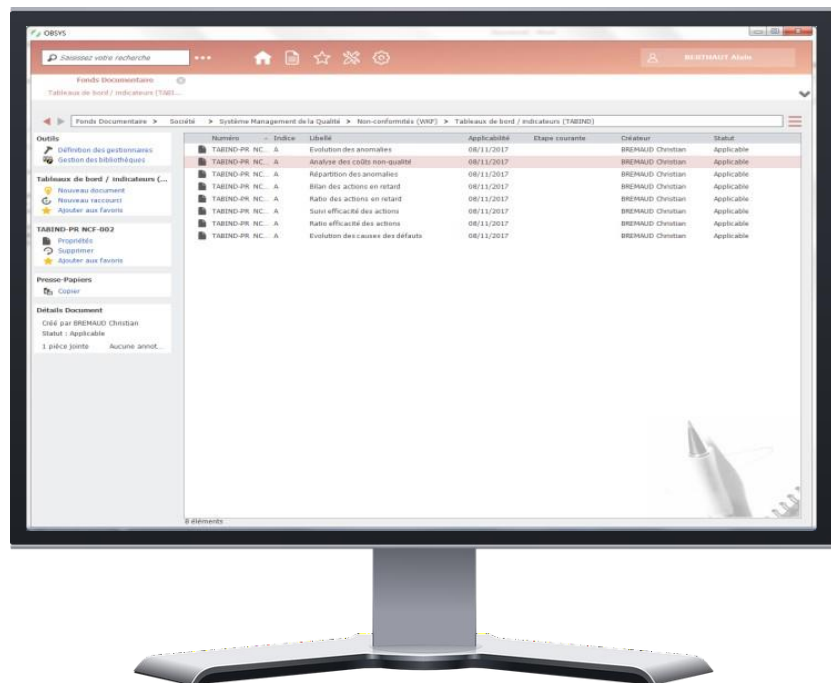 OBSYS
Saisissez votre recherche
BERTHAUT Alain
Fonds Documentaire
Tableaux de bord / indicateurs (TABI...
Fonds Documentaire > Société > Système Management de la Qualité > Non-conformités (WKF) > Tableaux de bord / indicateurs (TABIND)
Outils
Définition des gestionnaires
Gestion des bibliothèques
Tableaux de bord / indicateurs (...
Nouveau document
Nouveau raccourci
Ajouter aux favoris
TABIND-PR NCF-002
Propriétés
Supprimer
Ajouter aux favoris
Presse-Papiers
Copier
Détails Document
Créé par BREMAUD Christian
Statut : Applicable
1 pièce jointe Aucune annot...
Numéro Indice Libellé Applicabilité Etape courante Créateur Statut
TABIND-PR NC... A Evolution des anomalies 08/11/2017 BREMAUD Christian Applicable
TABIND-PR NC... A Analyse des coûts non-qualité 08/11/2017 BREMAUD Christian Applicable
TABIND-PR NC... A Répartition des anomalies 08/11/2017 BREMAUD Christian Applicable
TABIND-PR NC... A Bilan des actions en retard 08/11/2017 BREMAUD Christian Applicable
TABIND-PR NC... A Ratio des actions en retard 08/11/2017 BREMAUD Christian Applicable
TABIND-PR NC... A Suivi efficacité des actions 08/11/2017 BREMAUD Christian Applicable
TABIND-PR NC... A Ratio efficacité des actions 08/11/2017 BREMAUD Christian Applicable
TABIND-PR NC... A Evolution des causes des défauts 08/11/2017 BREMAUD Christian Applicable
8 éléments